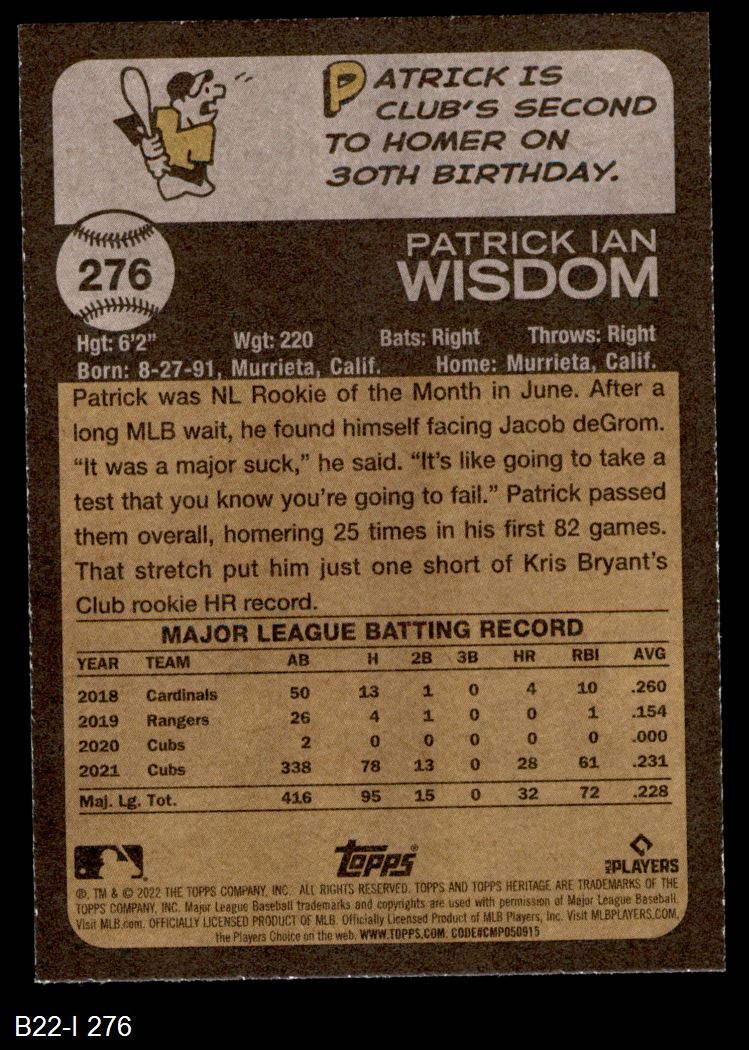 PATRICK IS
CLUB'S SECOND
TO HOMER ON
30TH BIRTHDAY.
276
PATRICK IAN
WISDOM
Hgt: 6'2" Wgt: 220 Bats: Right Throws: Right
Born: 8-27-91, Murrieta, Calif. Home: Murrieta, Calif.
Patrick was NL Rookie of the Month in June. After a
long MLB wait, he found himself facing Jacob deGrom.
“It was a major suck,” he said. “It's like going to take a
test that you know you're going to fail.” Patrick passed
them overall, homering 25 times in his first 82 games.
That stretch put him just one short of Kris Bryant's
Club rookie HR record.
MAJOR LEAGUE BATTING RECORD
YEAR TEAM AB H 2B 3B HR RBI AVG
2018 Cardinals 50 13 1 0 4 10 .260
2019 Rangers 26 4 1 0 0 1 .154
2020 Cubs 2 0 0 0 0 0 .000
2021 Cubs 338 78 13 0 28 61 .231
Maj. Lg. Tot. 416 95 15 0 32 72 .228
TOPPS® MLB PLAYERS
®, TM & © 2022 THE TOPPS COMPANY, INC. ALL RIGHTS RESERVED. TOPPS AND TOPPS HERITAGE ARE TRADEMARKS OF THE
TOPPS COMPANY, INC. Major League Baseball trademarks and copyrights are used with permission of Major League Baseball.
Visit MLB.com. OFFICIALLY LICENSED PRODUCT OF MLB. Officially Licensed Product of MLB Players, Inc. Visit MLBPLAYERS.COM,
the Players Choice on the web. WWW.TOPPS.COM. CODE#CMP050915
B22-I 276